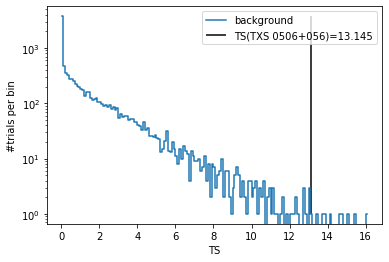 background
TS(TXS 0506+056)=13.145
#trials per bin
10³
10²
10¹
10⁰
0 2 4 6 8 10 12 14 16
TS